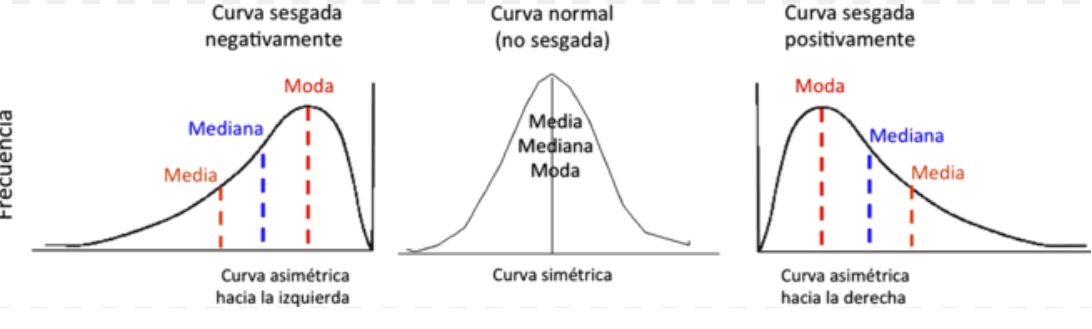 Curva sesgada
negativamente
Curva normal
(no sesgada)
Curva sesgada
positivamente
Frecuencia
Moda
Mediana
Media
Media
Mediana
Moda
Moda
Mediana
Media
Curva asimétrica
hacia la izquierda
Curva simétrica
Curva asimétrica
hacia la derecha